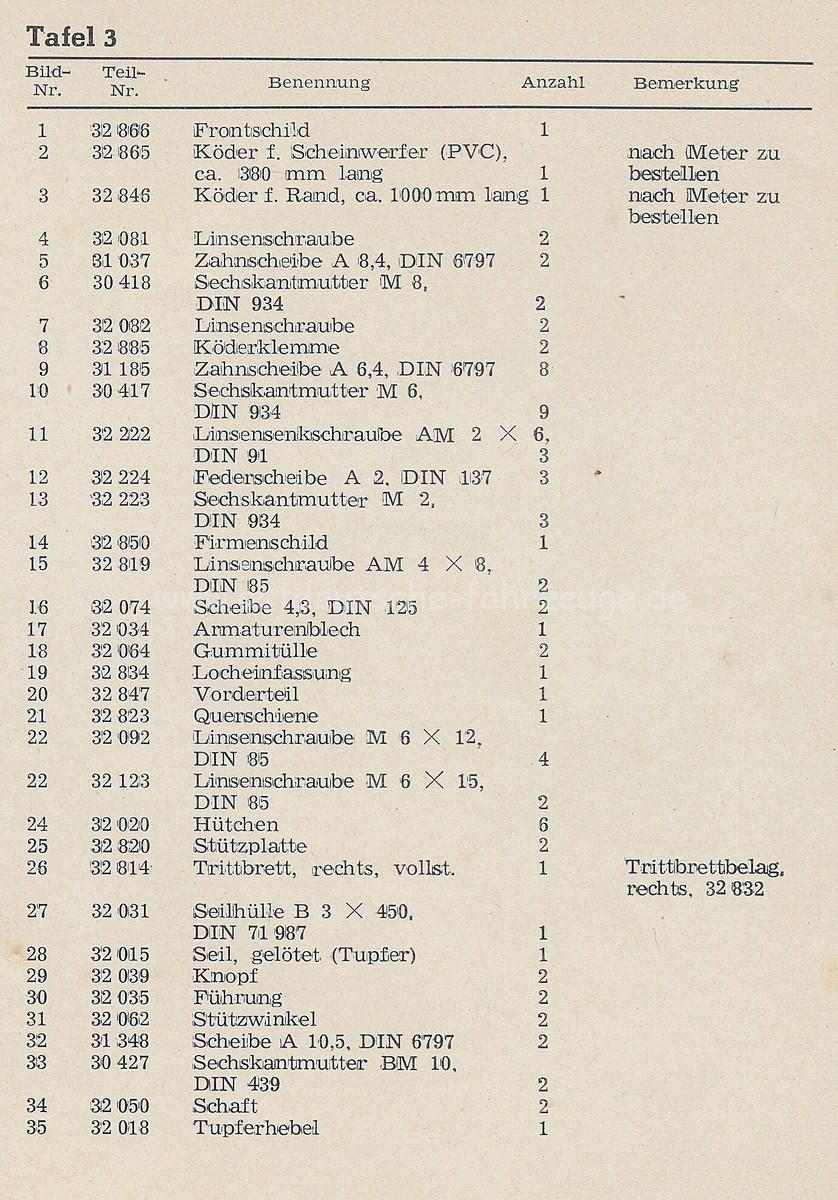 Tafel 3
Bild-Nr. Teil-Nr. Benennung Anzahl Bemerkung
1 32 866 Frontschild 1
2 32 865 Köder f. Scheinwerfer (PVC), nach Meter zu
ca. 380 mm lang 1 bestellen
3 32 846 Köder f. Rand, ca. 1000 mm lang 1 nach Meter zu
bestellen
4 32 081 Linsenschraube 2
5 31 037 Zahnscheibe A 8,4, DIN 6797 2
6 30 418 Sechskantmutter M 8,
DIN 934 2
7 32 082 Linsenschraube 2
8 32 885 Köderklemme 2
9 31 185 Zahnscheibe A 6,4, DIN 6797 8
10 30 417 Sechskantmutter M 6,
DIN 934 9
11 32 222 Linsensenkschraube AM 2 × 6,
DIN 91 3
12 32 224 Federscheibe A 2, DIN 137 3
13 32 223 Sechskantmutter M 2,
DIN 934 3
14 32 850 Firmenschild 1
15 32 819 Linsenschraube AM 4 × 8,
DIN 85 2
16 32 074 Scheibe 4,3, DIN 125 2
17 32 034 Armaturenblech 1
18 32 064 Gummitülle 2
19 32 834 Locheinfassung 1
20 32 847 Vorderteil 1
21 32 823 Querschiene 1
22 32 092 Linsenschraube M 6 × 12,
DIN 85 4
22 32 123 Linsenschraube M 6 × 15,
DIN 85 2
24 32 020 Hütchen 6
25 32 820 Stützplatte 2
26 32 814 Trittbrett, rechts, vollst. 1 Trittbrettbelag,
rechts, 32 832
27 32 031 Seilhülle B 3 × 450,
DIN 71 987 1
28 32 015 Seil, gelötet (Tupfer) 1
29 32 039 Knopf 2
30 32 035 Führung 2
31 32 062 Stützwinkel 2
32 31 348 Scheibe A 10,5, DIN 6797 2
33 30 427 Sechskantmutter BM 10,
DIN 439 2
34 32 050 Schaft 2
35 32 018 Tupferhebel 1